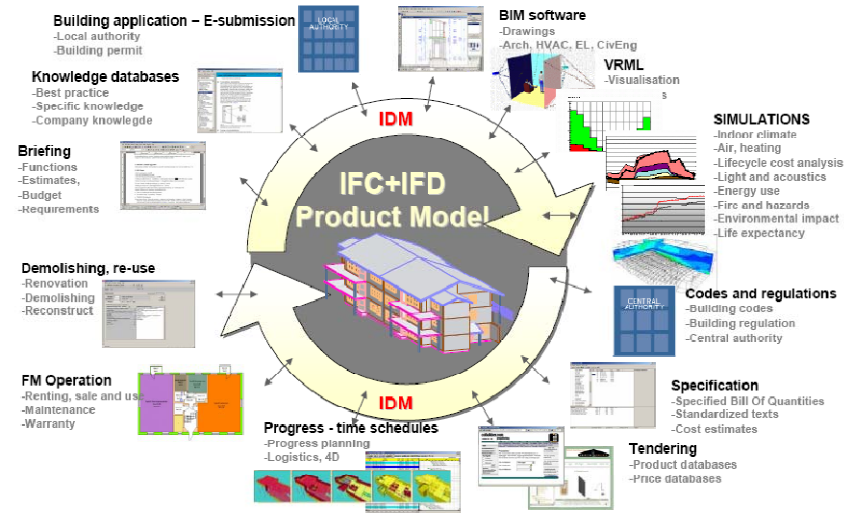 Building application – E-submission
-Local authority
-Building permit
LOCAL
AUTHORITY
BIM software
-Drawings
-Arch, HVAC, EL, CivEng
VRML
-Visualisation
Knowledge databases
-Best practice
-Specific knowledge
-Company knowlegde
IDM
SIMULATIONS
-Indoor climate
-Air, heating
-Lifecycle cost analysis
-Light and acoustics
-Energy use
-Fire and hazards
-Environmental impact
-Life expectancy
Briefing
-Functions
-Estimates,
-Budget
-Requirements
IFC+IFD
Product Model
Demolishing, re-use
-Renovation
-Demolishing
-Reconstruct
Codes and regulations
-Building codes
-Building regulation
-Central authority
CENTRAL
AUTHORITY
FM Operation
-Renting, sale and use
-Maintenance
-Warranty
Specification
-Specified Bill Of Quantities
-Standardized texts
-Cost estimates
IDM
Progress - time schedules
-Progress planning
-Logistics, 4D
Tendering
-Product databases
-Price databases